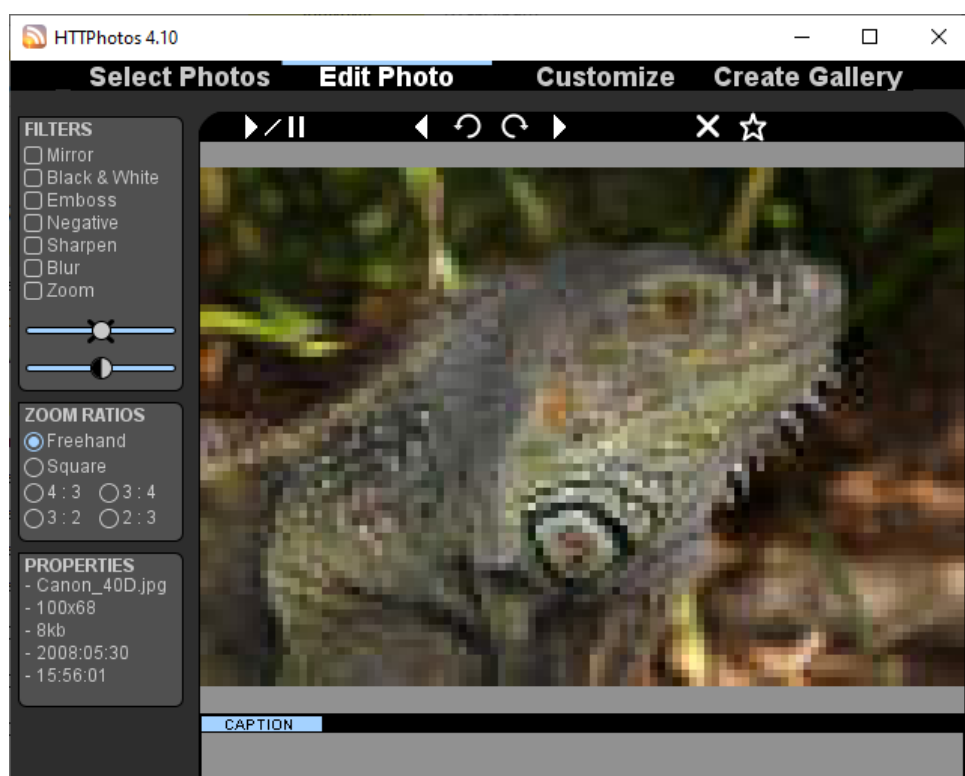 HTTPhotos 4.10
Select Photos Edit Photo Customize Create Gallery
FILTERS
Mirror
Black & White
Emboss
Negative
Sharpen
Blur
Zoom
ZOOM RATIOS
Freehand
Square
4 : 3 3 : 4
3 : 2 2 : 3
PROPERTIES
- Canon_40D.jpg
- 100x68
- 8kb
- 2008:05:30
- 15:56:01
CAPTION